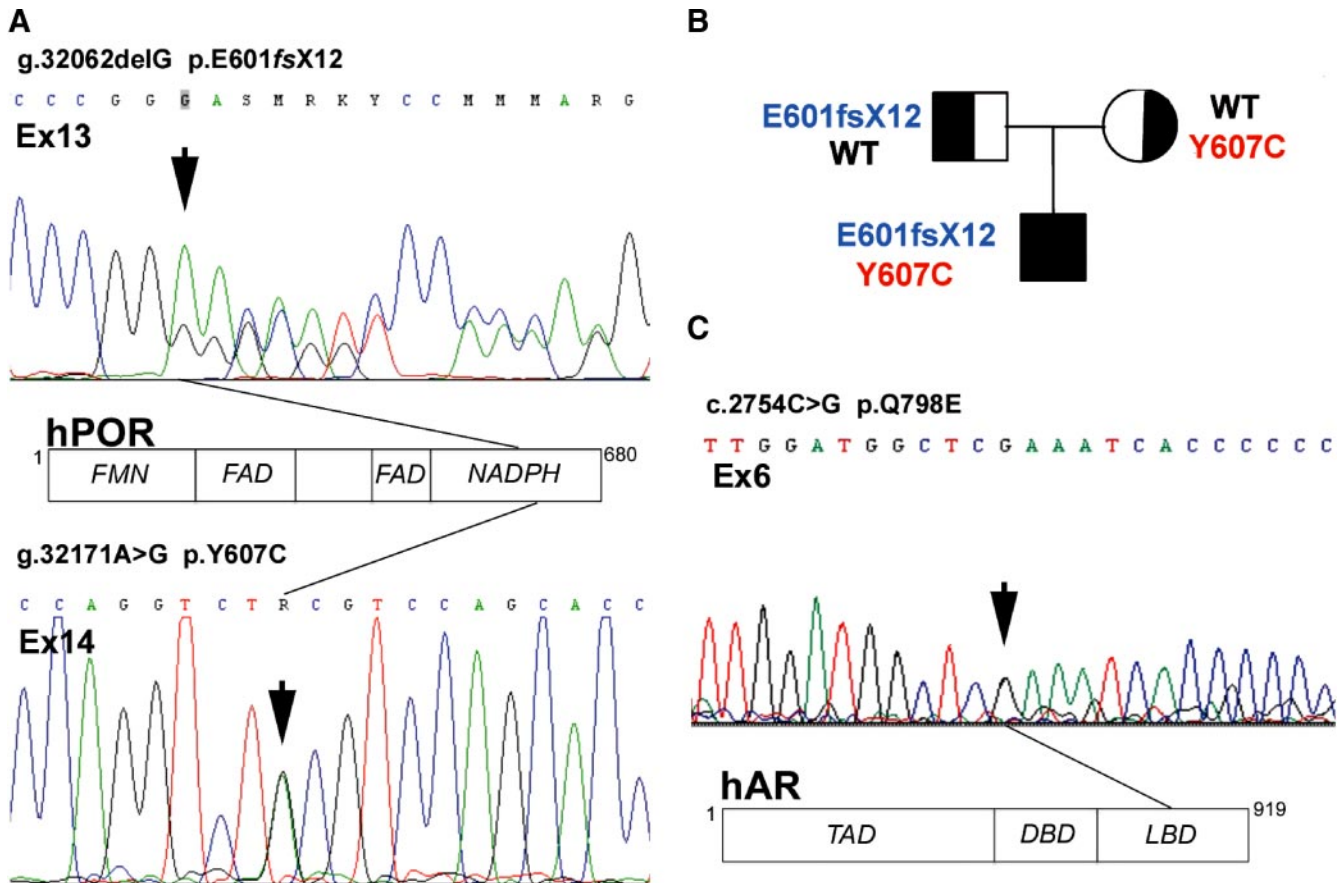 A
g.32062delG p.E601fsX12
C C C G G G A S M R K Y C C M M M A R G
Ex13
hPOR
1 FMN FAD FAD NADPH 680
g.32171A>G p.Y607C
C C A G G T C T R C G T C C A G C A C C
Ex14
B
E601fsX12
WT
WT
Y607C
E601fsX12
Y607C
C
c.2754C>G p.Q798E
T T G G A T G G C T C G A A A T C A C C C C C C
Ex6
hAR
1 TAD DBD LBD 919